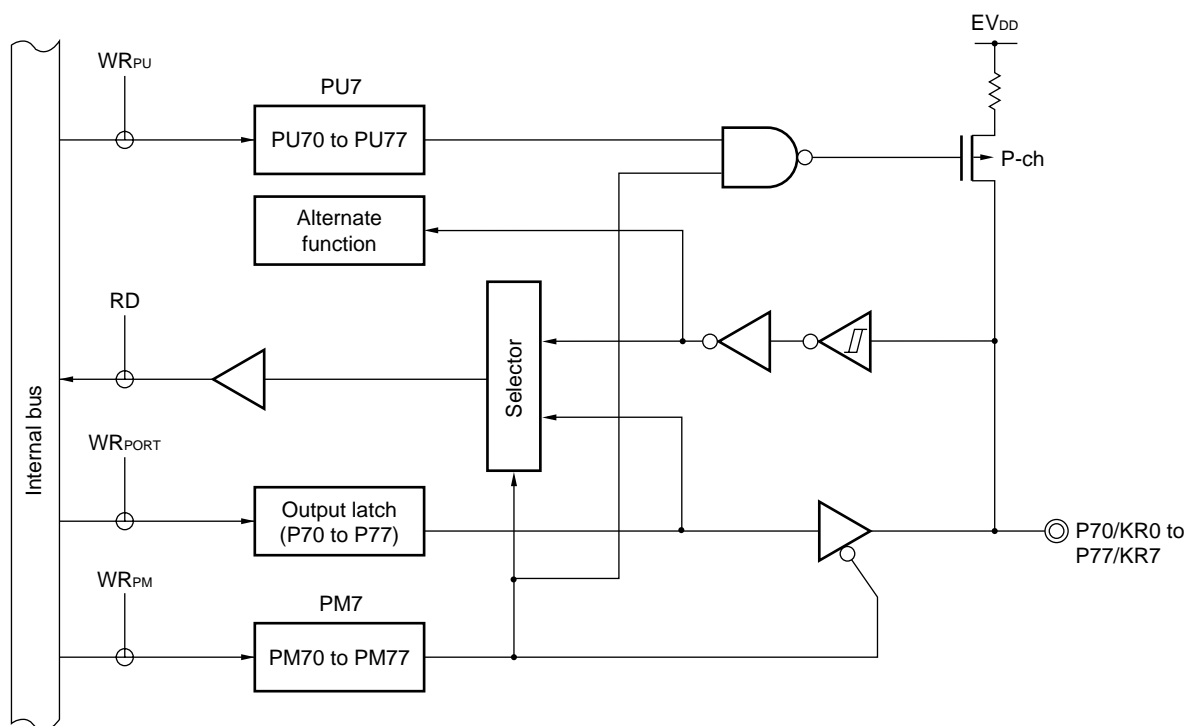 EVDD
WRPU
PU7
PU70 to PU77
P-ch
Alternate
function
RD
Selector
Internal bus
WRPORT
Output latch
(P70 to P77)
P70/KR0 to
P77/KR7
WRPM
PM7
PM70 to PM77